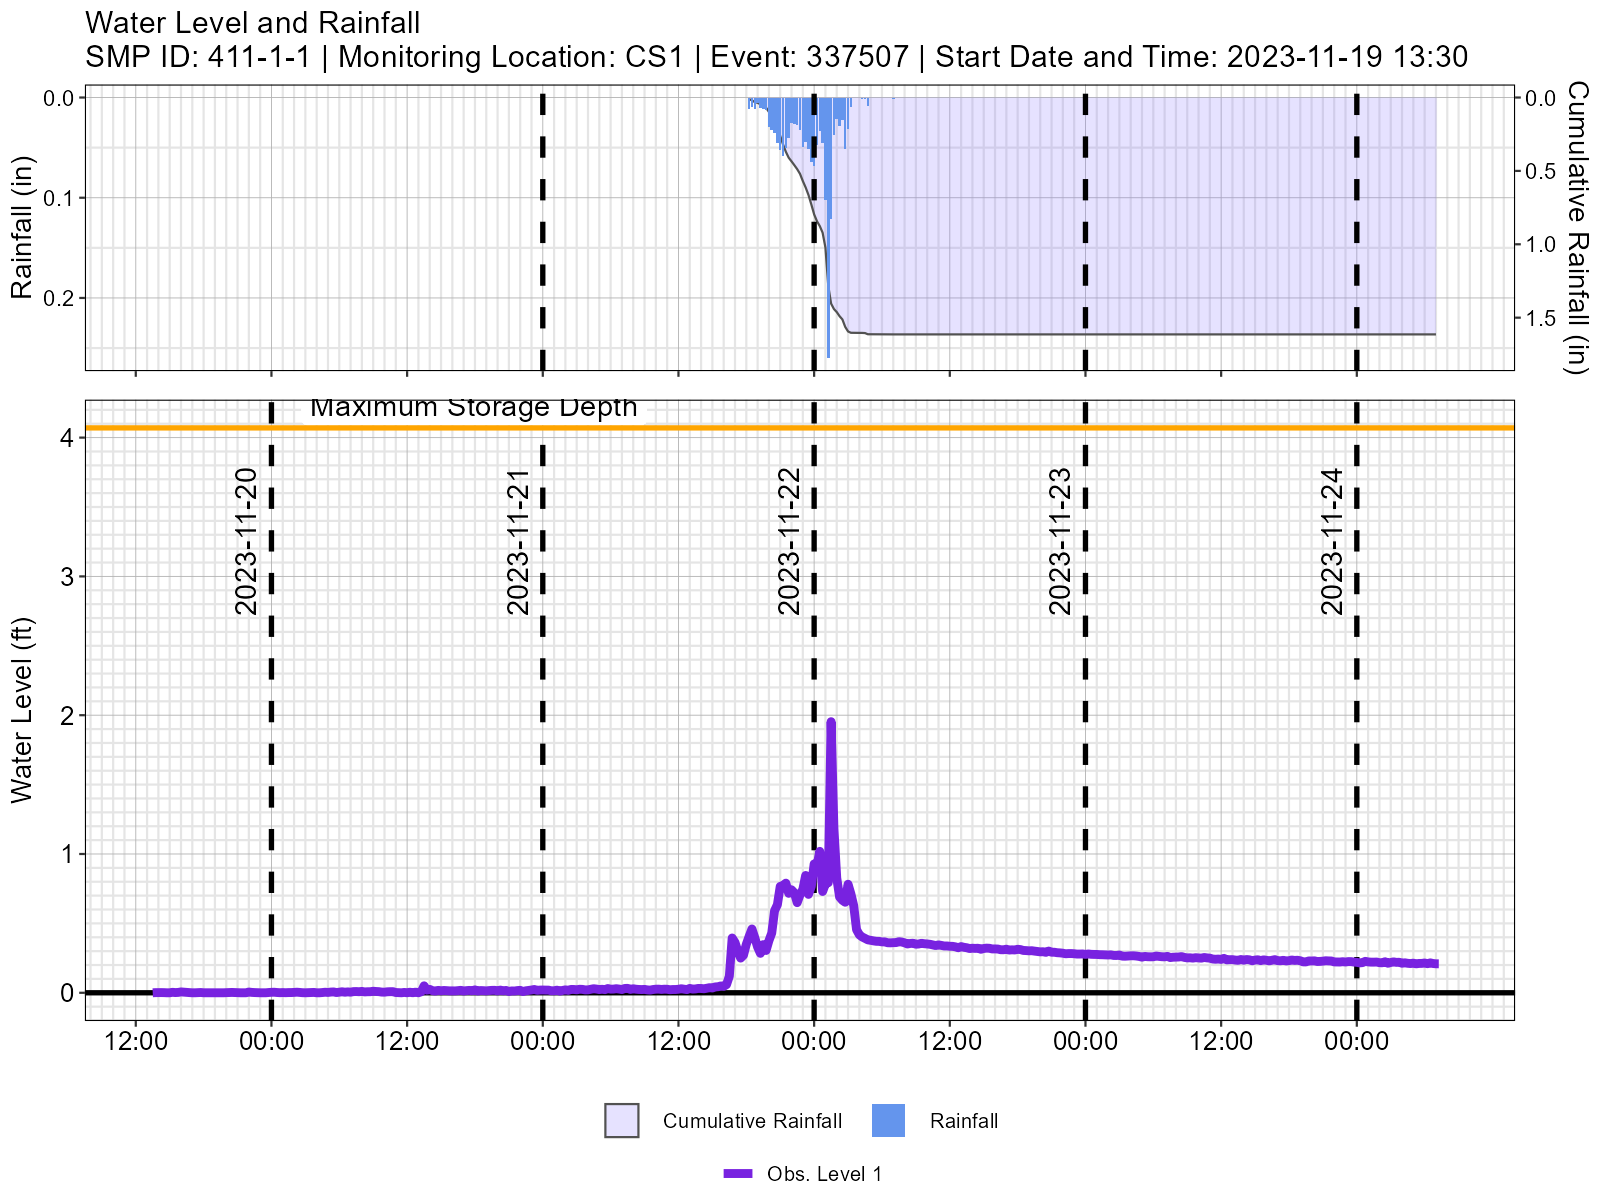 Water Level and Rainfall
SMP ID: 411-1-1 | Monitoring Location: CS1 | Event: 337507 | Start Date and Time: 2023-11-19 13:30
Rainfall (in)
0.0
0.1
0.2
0.0
0.5
1.0
1.5
Cumulative Rainfall (in)
Maximum Storage Depth
Water Level (ft)
4
3
2
1
0
2023-11-20
2023-11-21
2023-11-22
2023-11-23
2023-11-24
12:00 00:00 12:00 00:00 12:00 00:00 12:00 00:00 12:00 00:00
Cumulative Rainfall Rainfall
Obs. Level 1